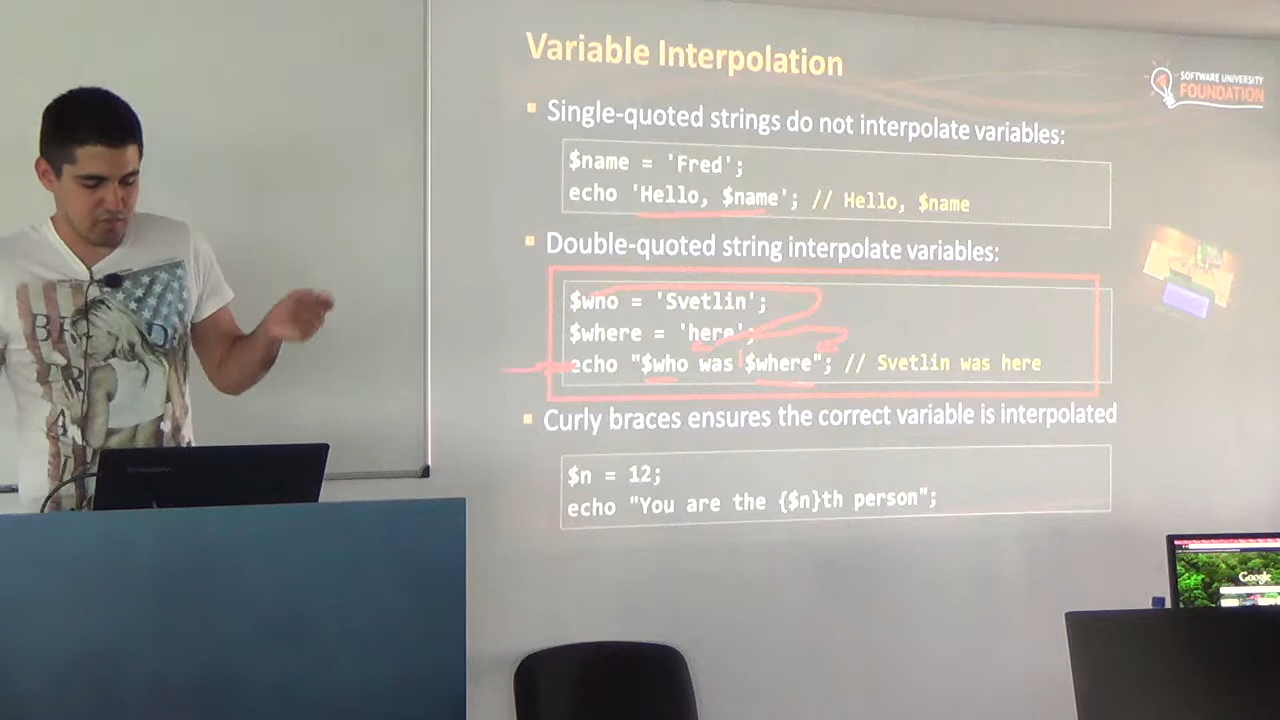 Variable Interpolation
SOFTWARE UNIVERSITY
FOUNDATION
Single-quoted strings do not interpolate variables:
$name = 'Fred';
echo 'Hello, $name'; // Hello, $name
Double-quoted string interpolate variables:
$who = 'Svetlin';
$where = 'here';
echo "$who was $where"; // Svetlin was here
Curly braces ensures the correct variable is interpolated
$n = 12;
echo "You are the {$n}th person";
Google